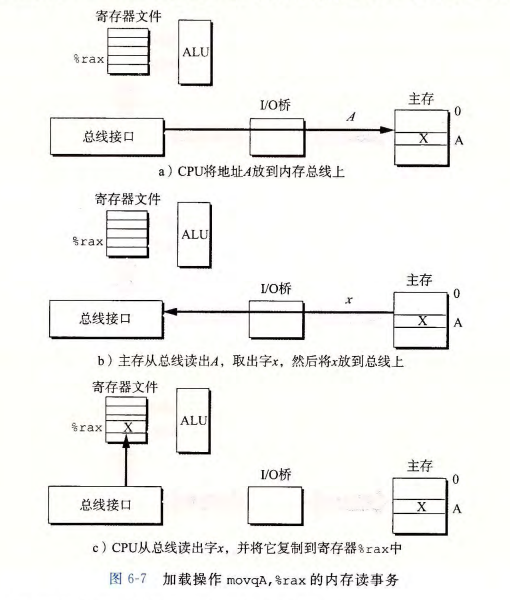 寄存器文件
%rax
ALU
I/O桥
主存
A
0
总线接口
X
A
a)CPU将地址A放到内存总线上
寄存器文件
%rax
ALU
I/O桥
主存
x
0
总线接口
X
A
b)主存从总线读出A,取出字x,然后将x放到总线上
寄存器文件
%rax
X
ALU
I/O桥
主存
0
总线接口
X
A
c)CPU从总线读出字x,并将它复制到寄存器%rax中
图 6-7 加载操作 movqA,%rax 的内存读事务